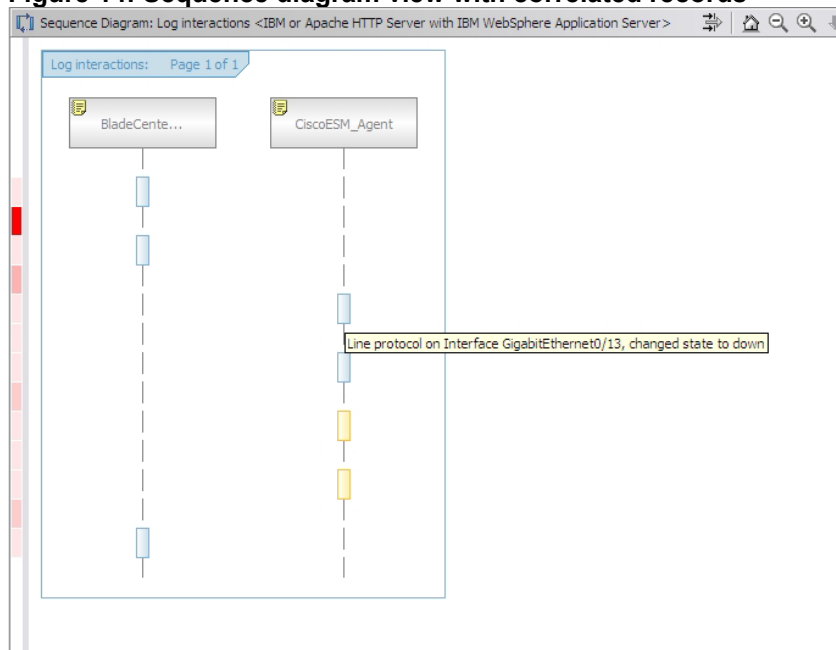 Figure 14. Sequence diagram view with correlated records
Sequence Diagram: Log interactions <IBM or Apache HTTP Server with IBM WebSphere Application Server>
Log interactions: Page 1 of 1
BladeCente...
CiscoESM_Agent
Line protocol on Interface GigabitEthernet0/13, changed state to down